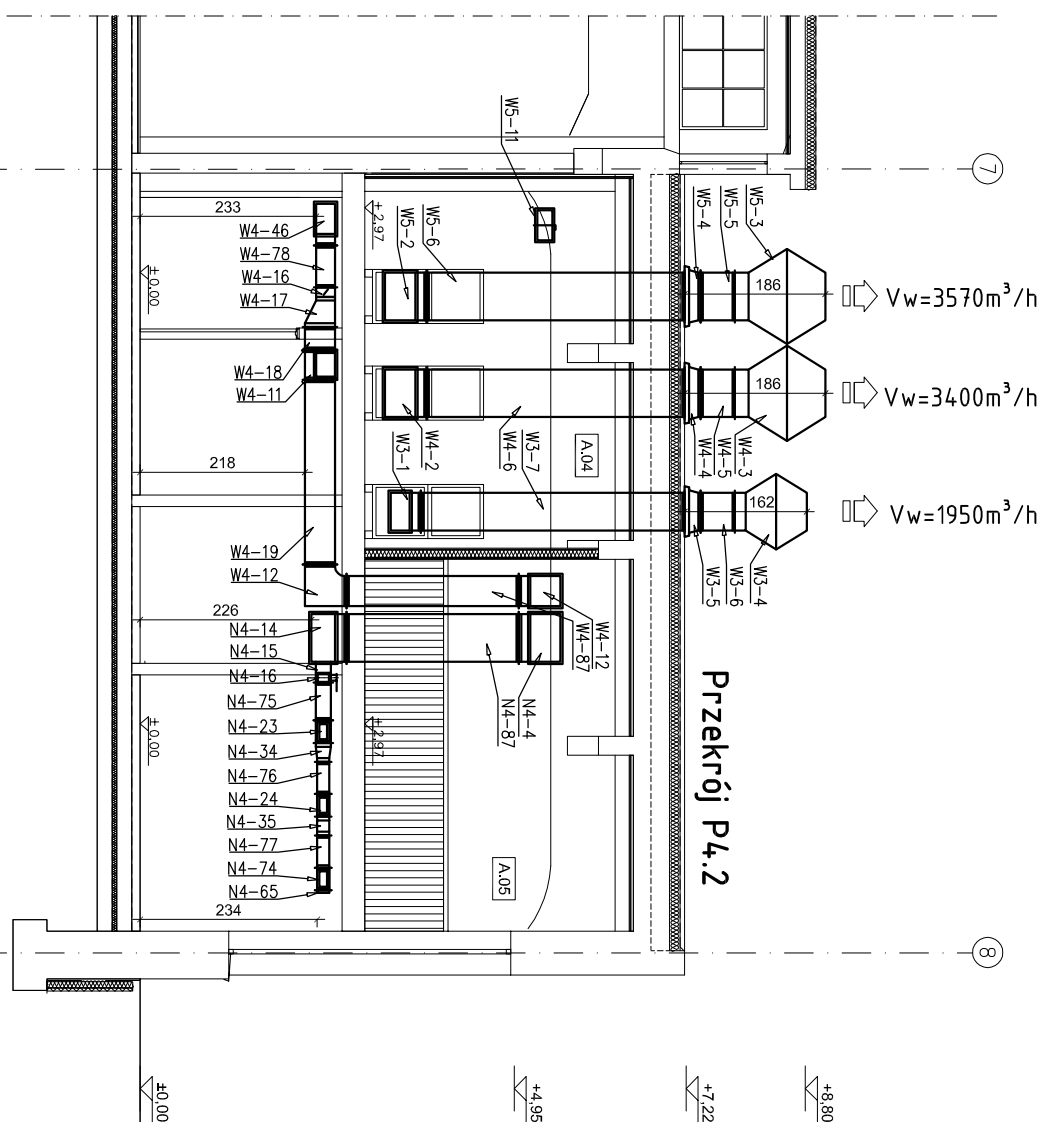 W5-11
7
W5-3
W5-5
W5-4
233
W4-46
W4-78
W4-16
W4-17
±0.00
+2,97
W5-2
W5-6
186
Vw=3570m³/h
W4-18
W4-11
186
Vw=3400m³/h
W3-1
W4-2
W4-6
W3-7
A.04
W4-4
W4-5
W4-3
218
162
Vw=1950m³/h
W4-19
W4-12
W3-5
W3-6
W3-4
226
N4-14
N4-15
N4-16
N4-75
N4-23
N4-34
N4-76
N4-24
N4-35
N4-77
N4-74
N4-65
234
W4-12
W4-87
N4-4
N4-87
±0.00
+2,97
Przekrój P4.2
A.05
8
±0,00
+4,95
+7,22
+8,80